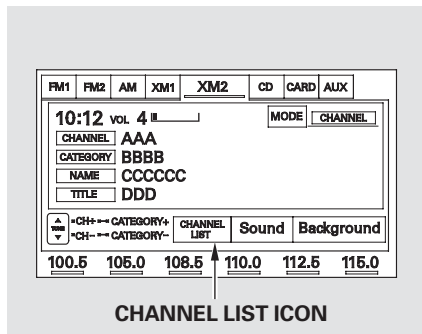 FM1 FM2 AM XM1 XM2 CD CARD AUX
10:12 VOL 4 MODE CHANNEL
CHANNEL AAA
CATEGORY BBBB
NAME CCCCCC
TITLE DDD
TUNE CH+ CATEGORY+ CHANNEL LIST Sound Background
CH- CATEGORY-
100.5 105.0 108.5 110.0 112.5 115.0
CHANNEL LIST ICON